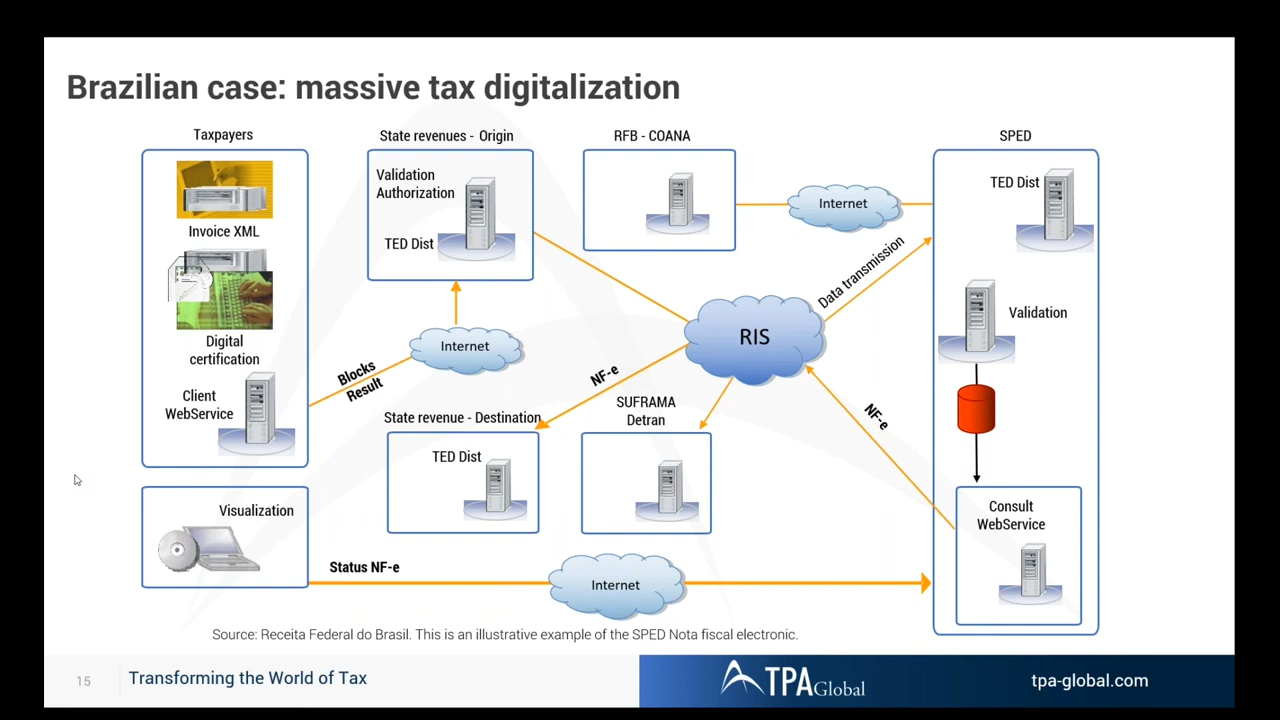 Brazilian case: massive tax digitalization
Taxpayers
State revenues - Origin
RFB - COANA
SPED
Invoice XML
Digital
certification
Client
WebService
Validation
Authorization
TED Dist
Internet
TED Dist
Validation
Internet
Blocks
Result
RIS
Data transmission
NF-e
NF-e
State revenue - Destination
TED Dist
SUFRAMA
Detran
Consult
WebService
Visualization
Status NF-e
Internet
Source: Receita Federal do Brasil. This is an illustrative example of the SPED Nota fiscal electronic.
15
Transforming the World of Tax
TPA Global
tpa-global.com